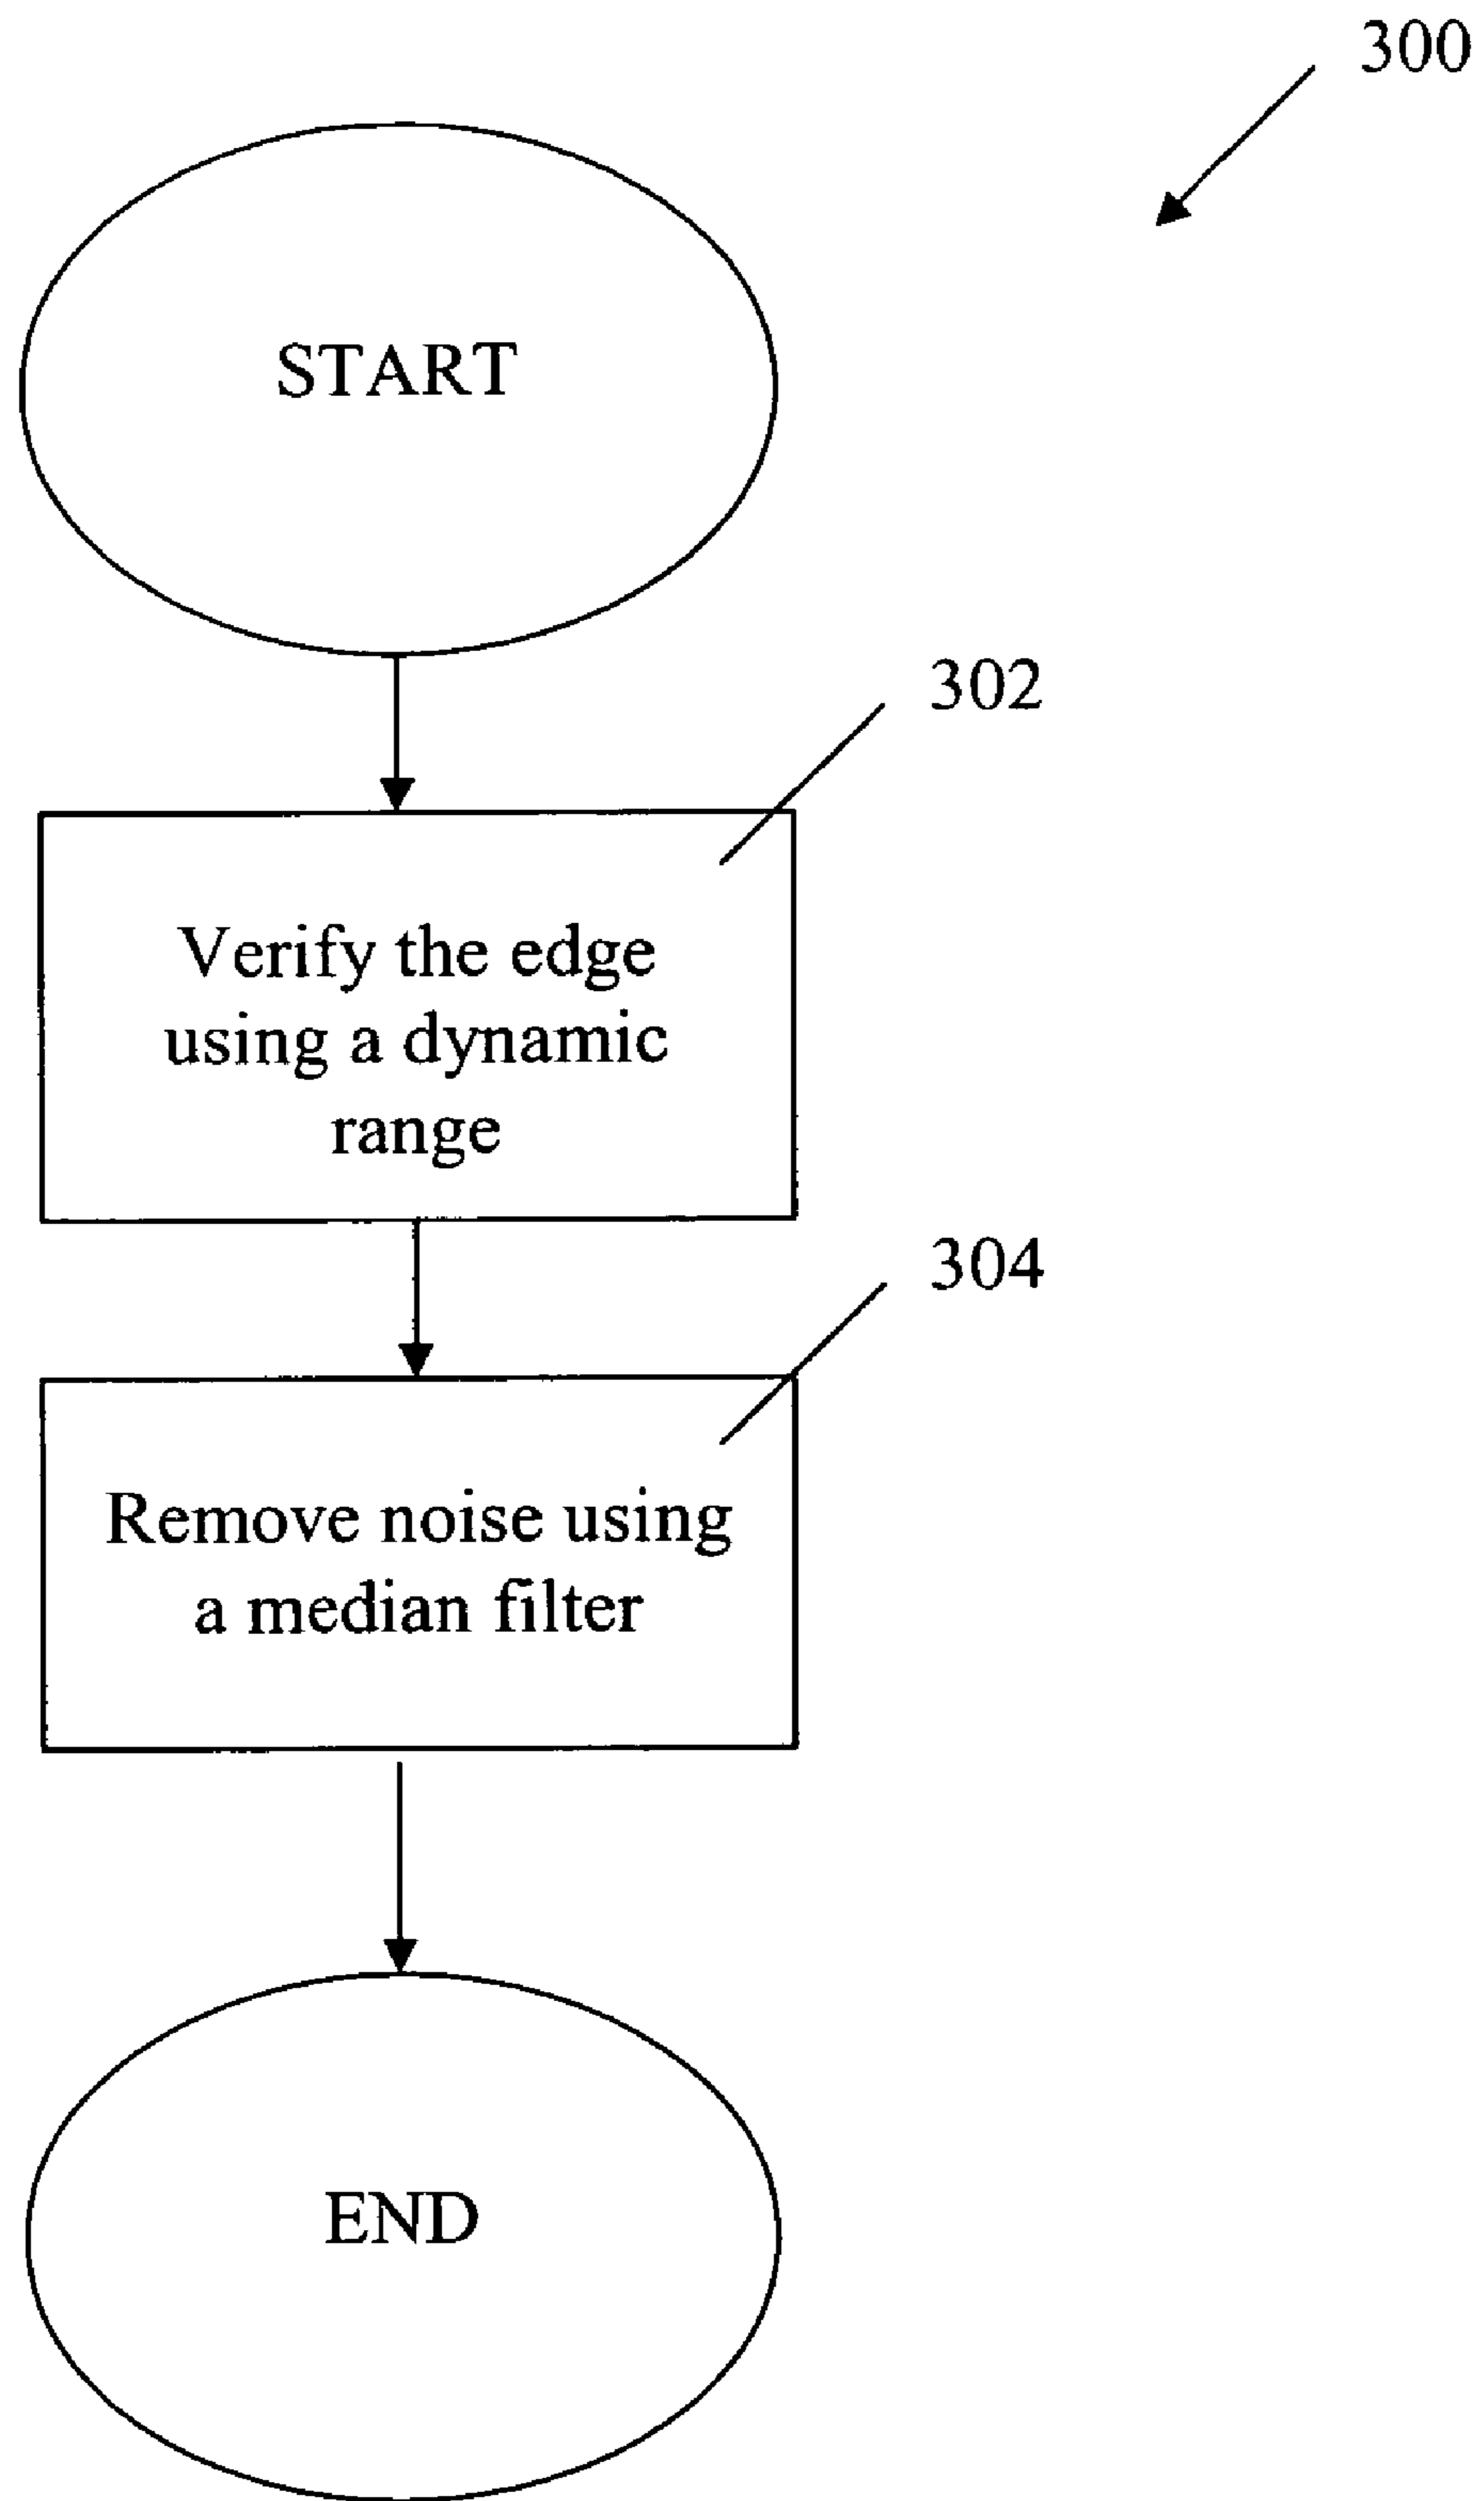 300
START
302
Verify the edge
using a dynamic
range
304
Remove noise using
a median filter
END